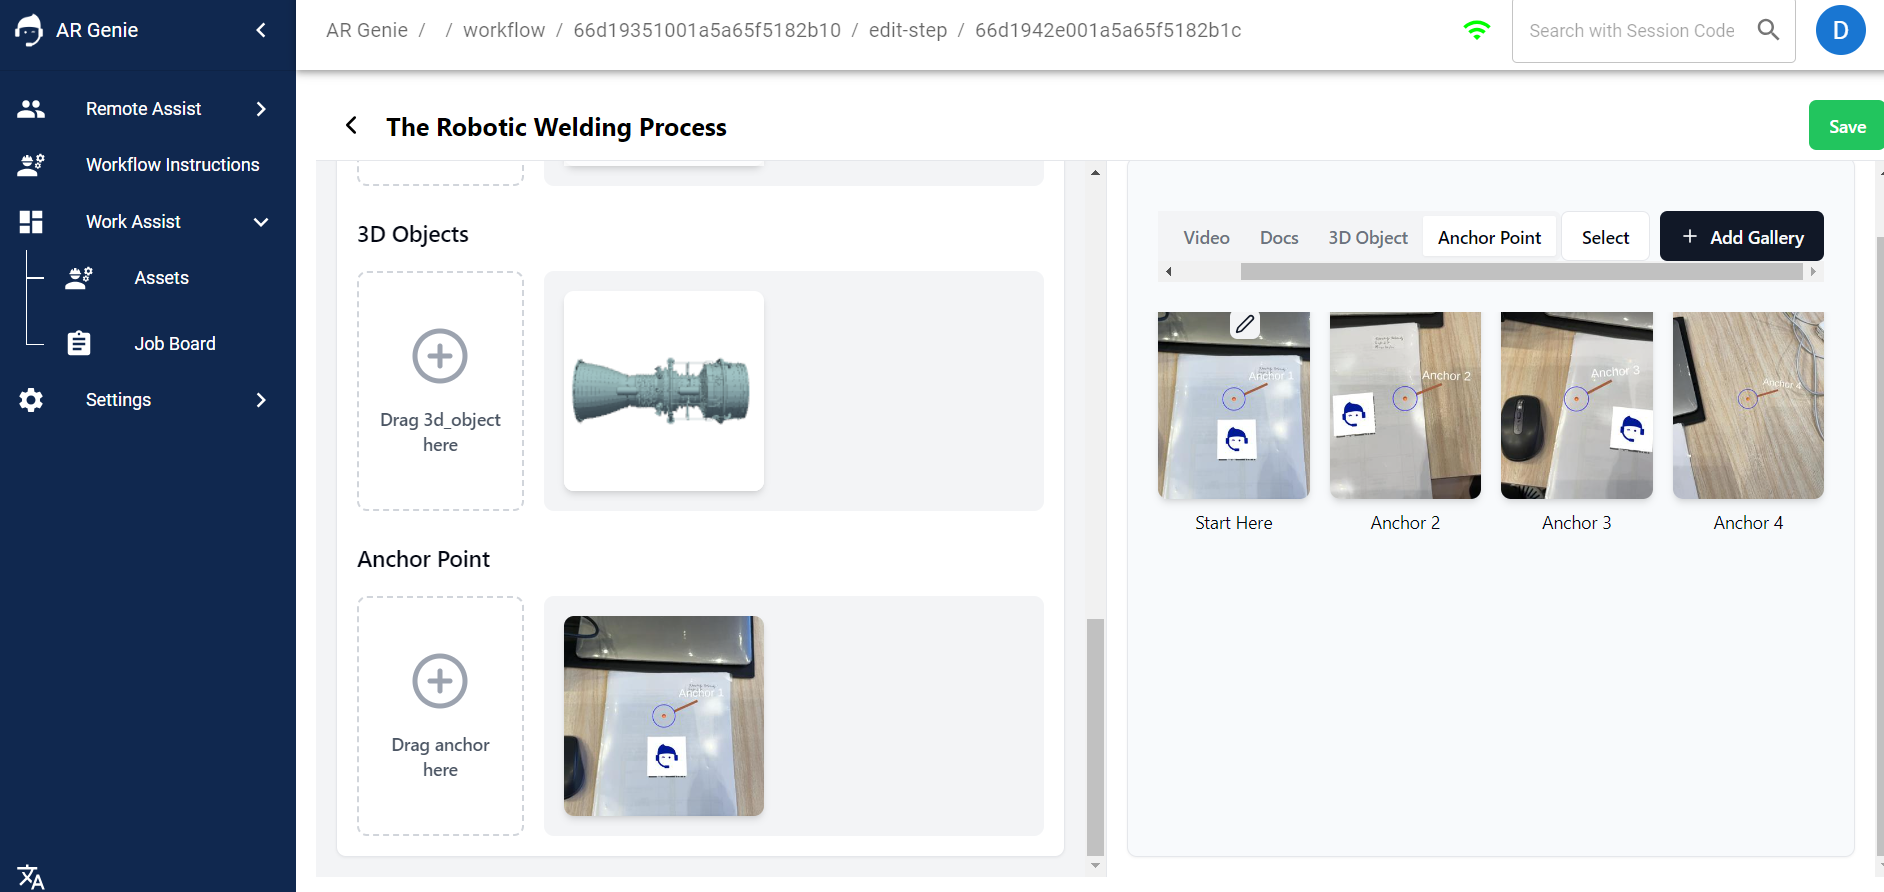 AR Genie
AR Genie / / workflow / 66d19351001a5a65f5182b10 / edit-step / 66d1942e001a5a65f5182b1c
Search with Session Code
D
Remote Assist
Workflow Instructions
Work Assist
Assets
Job Board
Settings
The Robotic Welding Process
Save
3D Objects
Drag 3d_object
here
Anchor Point
Drag anchor
here
Anchor 1
Video Docs 3D Object Anchor Point Select + Add Gallery
Anchor 1
Anchor 2
Anchor 3
Anchor 4
Start Here
Anchor 2
Anchor 3
Anchor 4